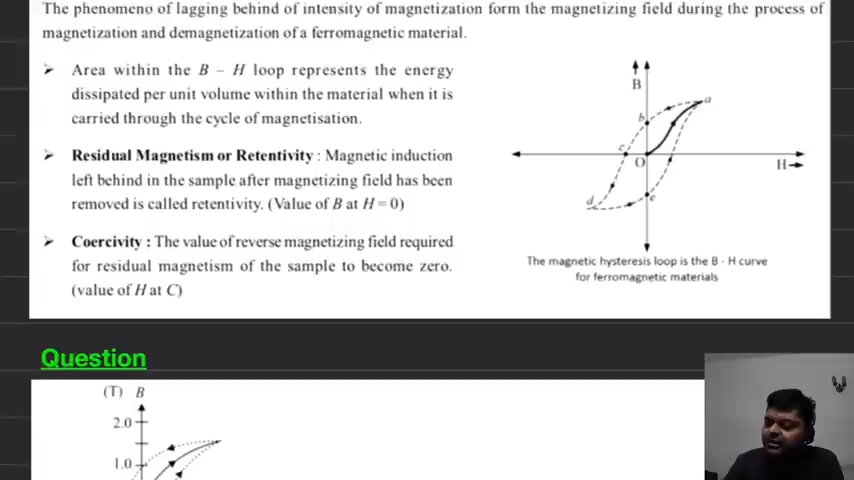 The phenomeno of lagging behind of intensity of magnetization form the magnetizing field during the process of
magnetization and demagnetization of a ferromagnetic material.
➤ Area within the B – H loop represents the energy
dissipated per unit volume within the material when it is
carried through the cycle of magnetisation.
➤ Residual Magnetism or Retentivity : Magnetic induction
left behind in the sample after magnetizing field has been
removed is called retentivity. (Value of B at H = 0)
➤ Coercivity : The value of reverse magnetizing field required
for residual magnetism of the sample to become zero.
(value of H at C)
B
a
b
c
O
H
d
e
The magnetic hysteresis loop is the B - H curve
for ferromagnetic materials
Question
(T) B
2.0
1.0